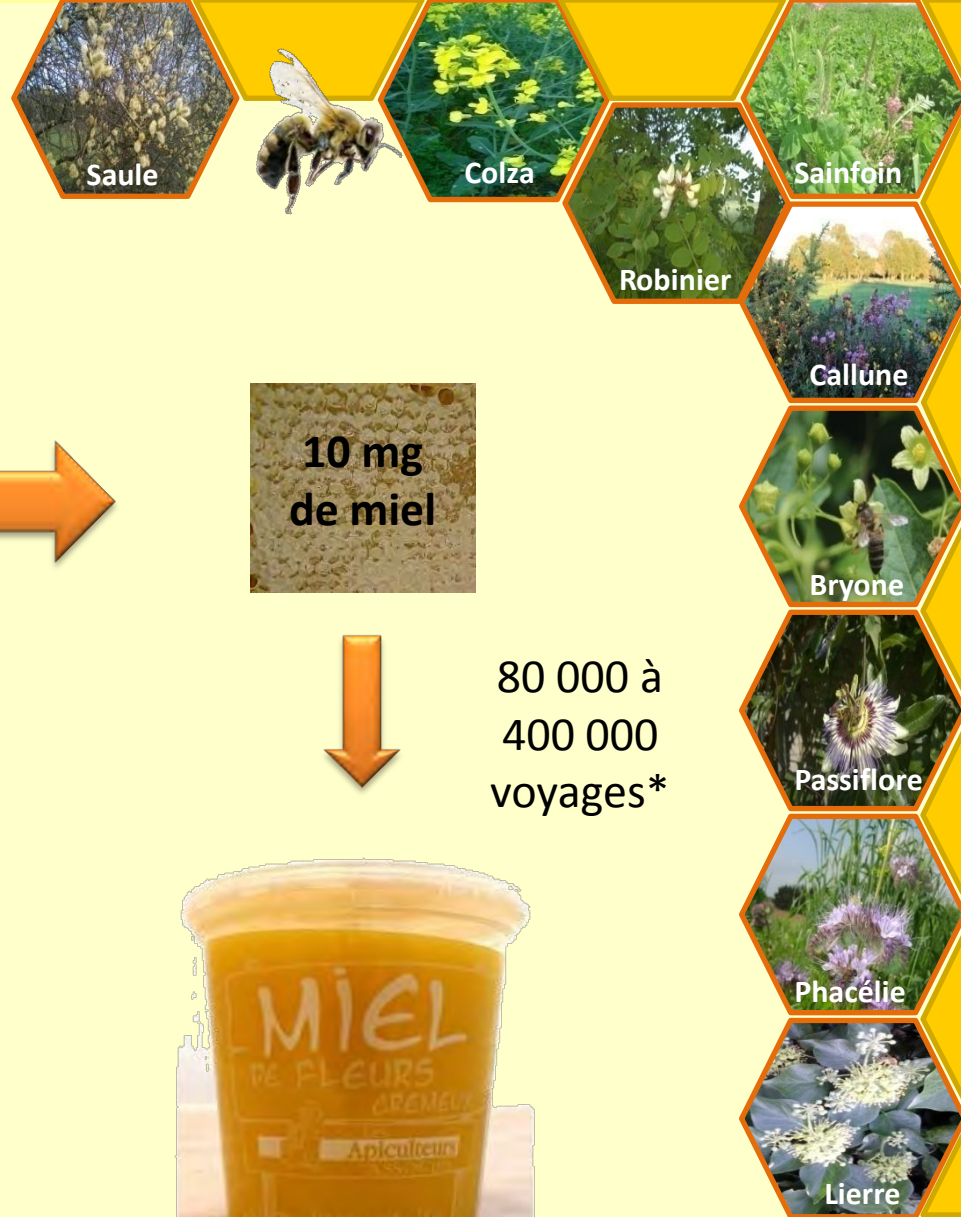 Saule
Colza
Sainfoin
Robinier
Callune
10 mg
de miel
Bryone
80 000 à
400 000
voyages*
Passiflore
Phacélie
MIEL
DE FLEURS
CREMEUX
Apiculteurs
Lierre